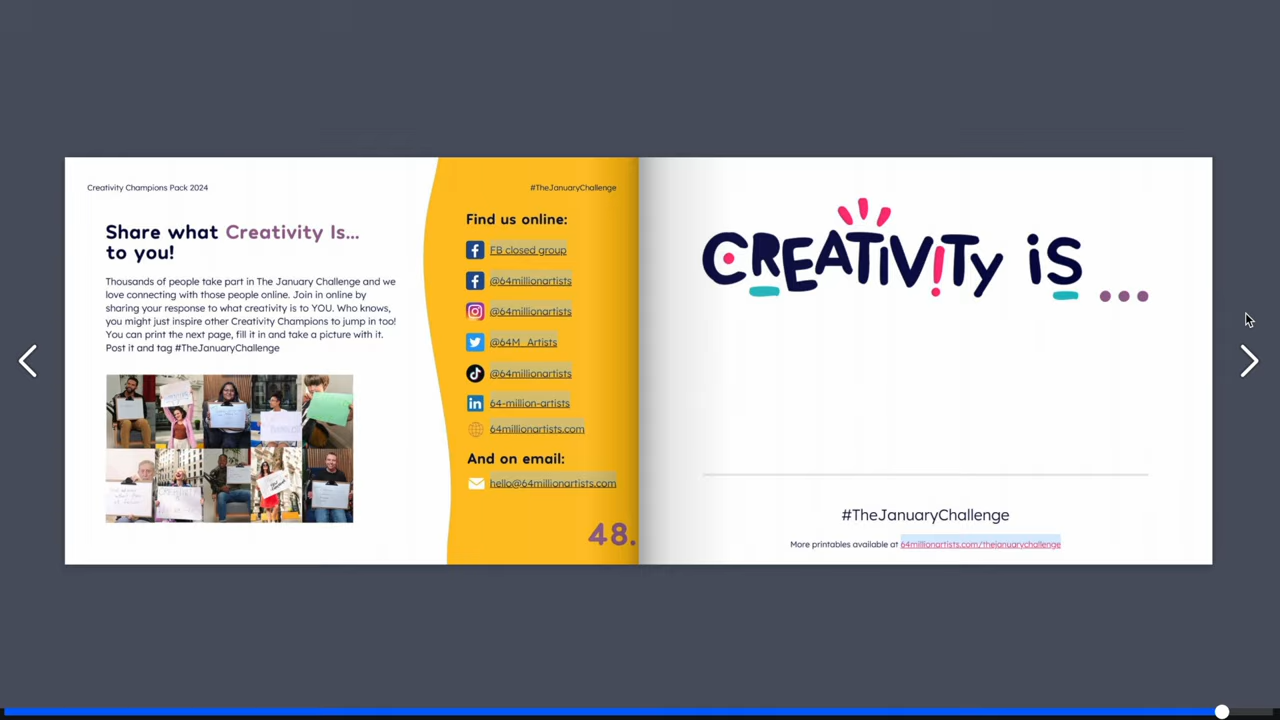 Creativity Champions Pack 2024
Share what Creativity Is...
to you!
Thousands of people take part in The January Challenge and we
love connecting with those people online. Join in online by
sharing your response to what creativity is to YOU. Who knows,
you might just inspire other Creativity Champions to jump in too!
You can print the next page, fill it in and take a picture with it.
Post it and tag #TheJanuaryChallenge
#TheJanuaryChallenge
Find us online:
FB closed group
@64millionartists
@64millionartists
@64M_Artists
@64millionartists
64-million-artists
64millionartists.com
And on email:
hello@64millionartists.com
48.
CREATIVITY iS ...
#TheJanuaryChallenge
More printables available at 64millionartists.com/thejanuarychallenge